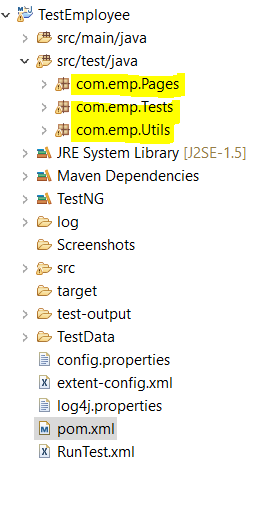 TestEmployee
src/main/java
src/test/java
com.emp.Pages
com.emp.Tests
com.emp.Utils
JRE System Library [J2SE-1.5]
Maven Dependencies
TestNG
log
Screenshots
src
target
test-output
TestData
config.properties
extent-config.xml
log4j.properties
pom.xml
RunTest.xml